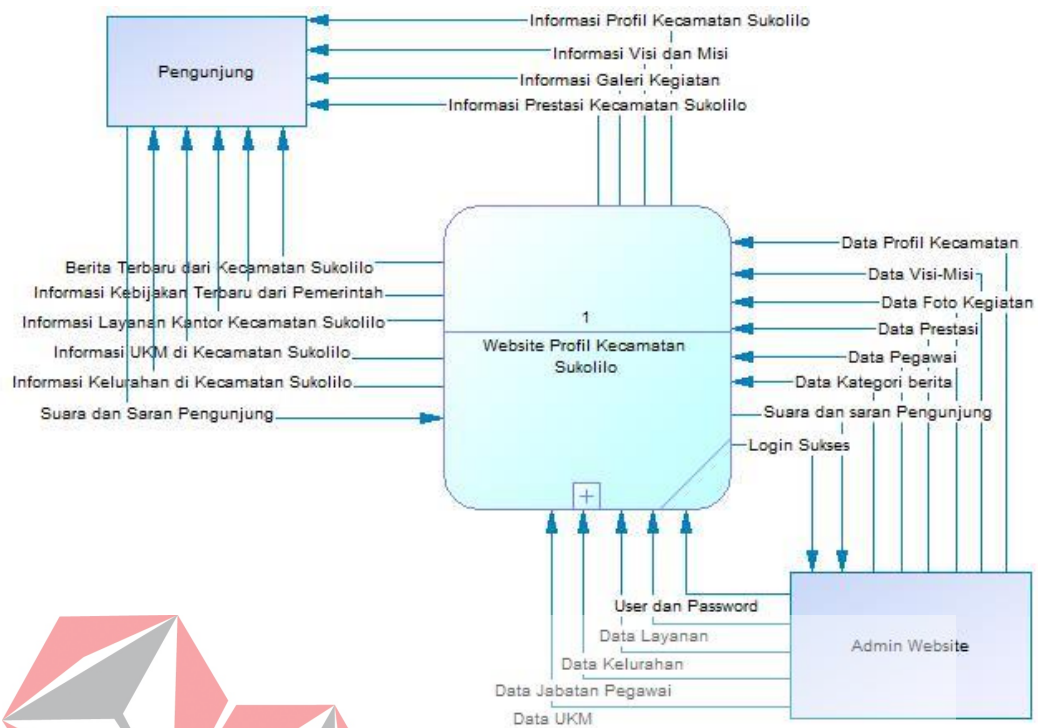 Informasi Profil Kecamatan Sukolilo
Informasi Visi dan Misi
Informasi Galeri Kegiatan
Informasi Prestasi Kecamatan Sukolilo
Pengunjung
Berita Terbaru dari Kecamatan Sukolilo
Informasi Kebijakan Terbaru dari Pemerintah
Informasi Layanan Kantor Kecamatan Sukolilo
Informasi UKM di Kecamatan Sukolilo
Informasi Kelurahan di Kecamatan Sukolilo
Suara dan Saran Pengunjung
1
Website Profil Kecamatan
Sukolilo
Data Profil Kecamatan
Data Visi-Misi
Data Foto Kegiatan
Data Prestasi
Data Pegawai
Data Kategori berita
Suara dan saran Pengunjung
Login Sukses
User dan Password
Data Layanan
Data Kelurahan
Data Jabatan Pegawai
Data UKM
Admin Website